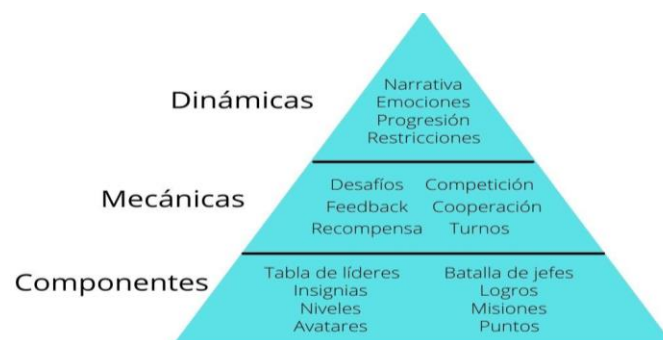 Dinámicas
Narrativa
Emociones
Progresión
Restricciones
Mecánicas
Desafíos Competición
Feedback Cooperación
Recompensa Turnos
Componentes
Tabla de líderes Batalla de jefes
Insignias Logros
Niveles Misiones
Avatares Puntos